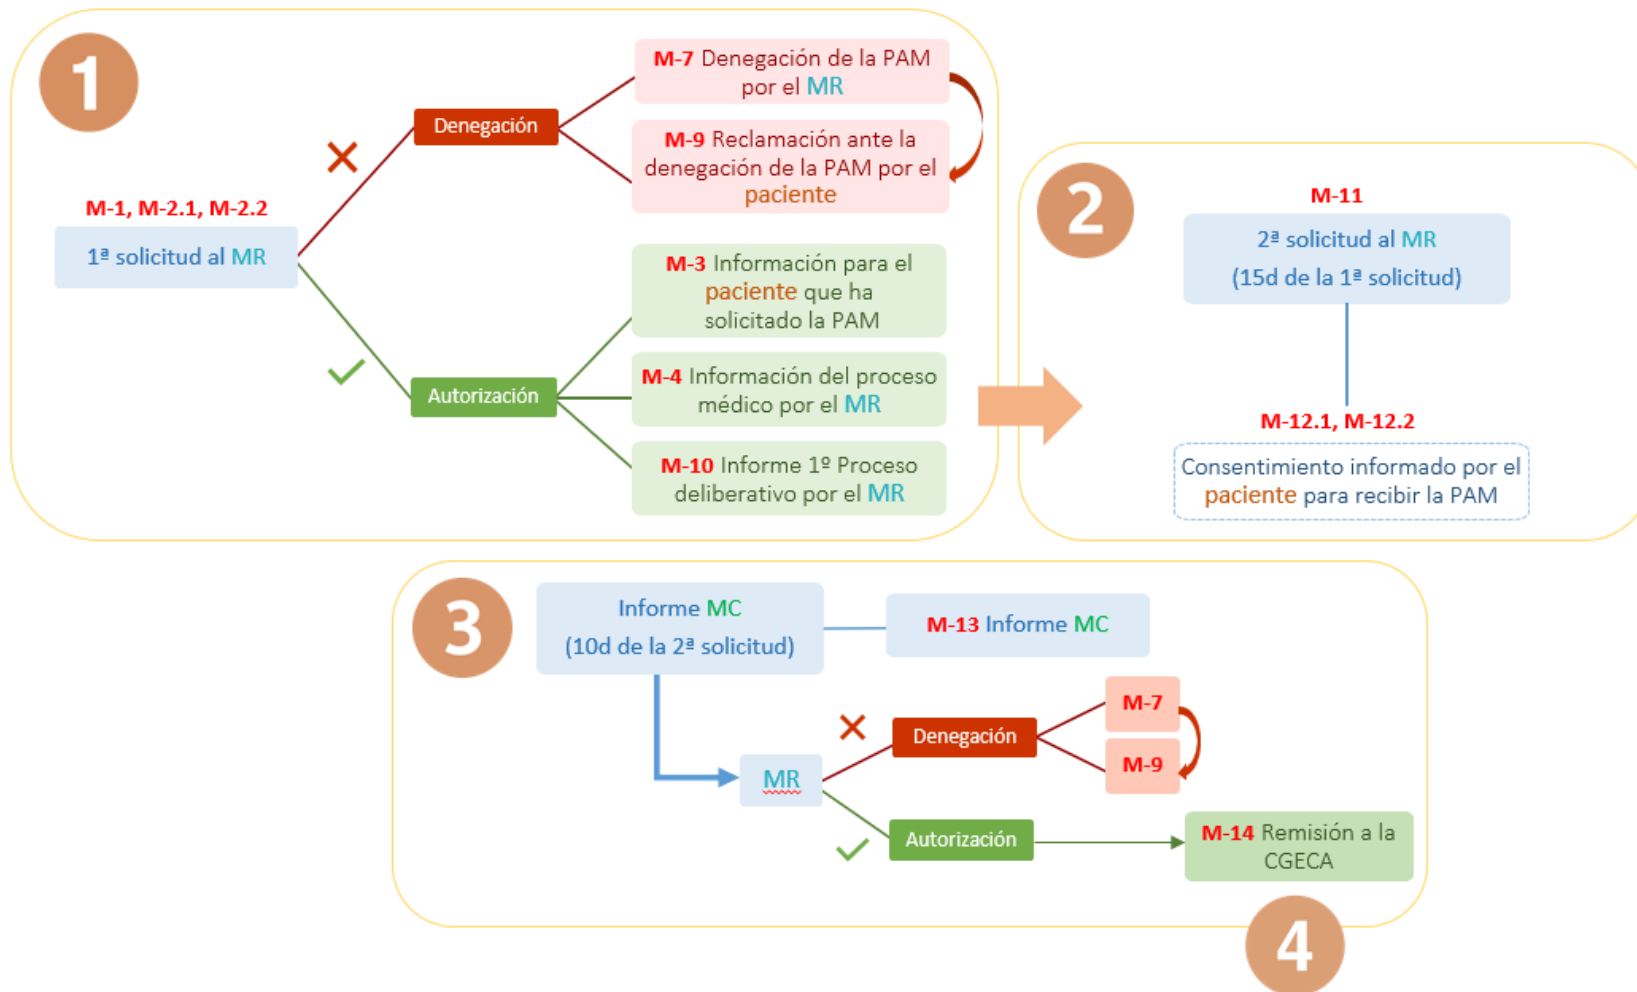 1
M-7 Denegación de la PAM
por el MR
Denegación
M-9 Reclamación ante la
denegación de la PAM por el
paciente
M-1, M-2.1, M-2.2
1ª solicitud al MR
M-3 Información para el
paciente que ha
solicitado la PAM
Autorización
M-4 Información del proceso
médico por el MR
M-10 Informe 1º Proceso
deliberativo por el MR
2
M-11
2ª solicitud al MR
(15d de la 1ª solicitud)
M-12.1, M-12.2
Consentimiento informado por el
paciente para recibir la PAM
3
Informe MC
(10d de la 2ª solicitud)
M-13 Informe MC
MR
Denegación
M-7
M-9
Autorización
M-14 Remisión a la
CGECA
4